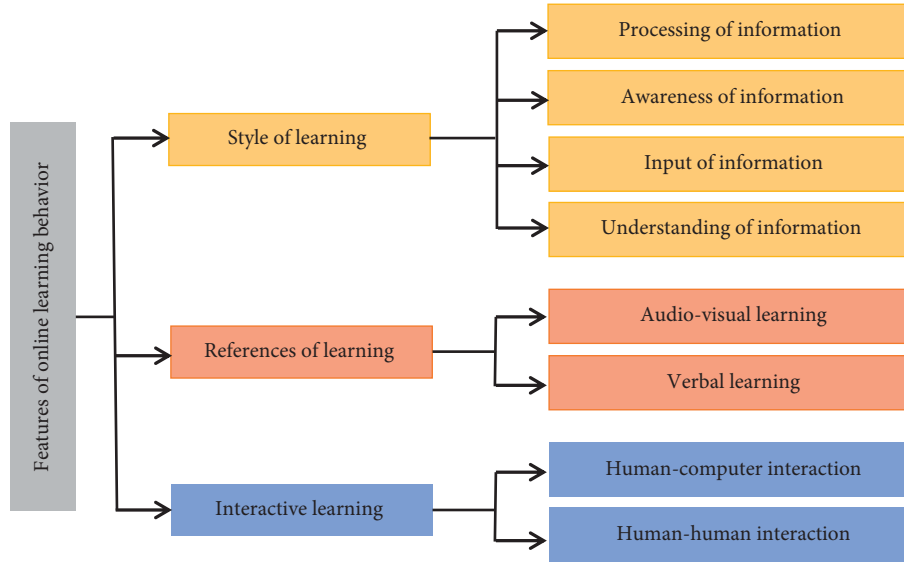 Features of online learning behavior
Style of learning
Processing of information
Awareness of information
Input of information
Understanding of information
References of learning
Audio-visual learning
Verbal learning
Interactive learning
Human-computer interaction
Human-human interaction